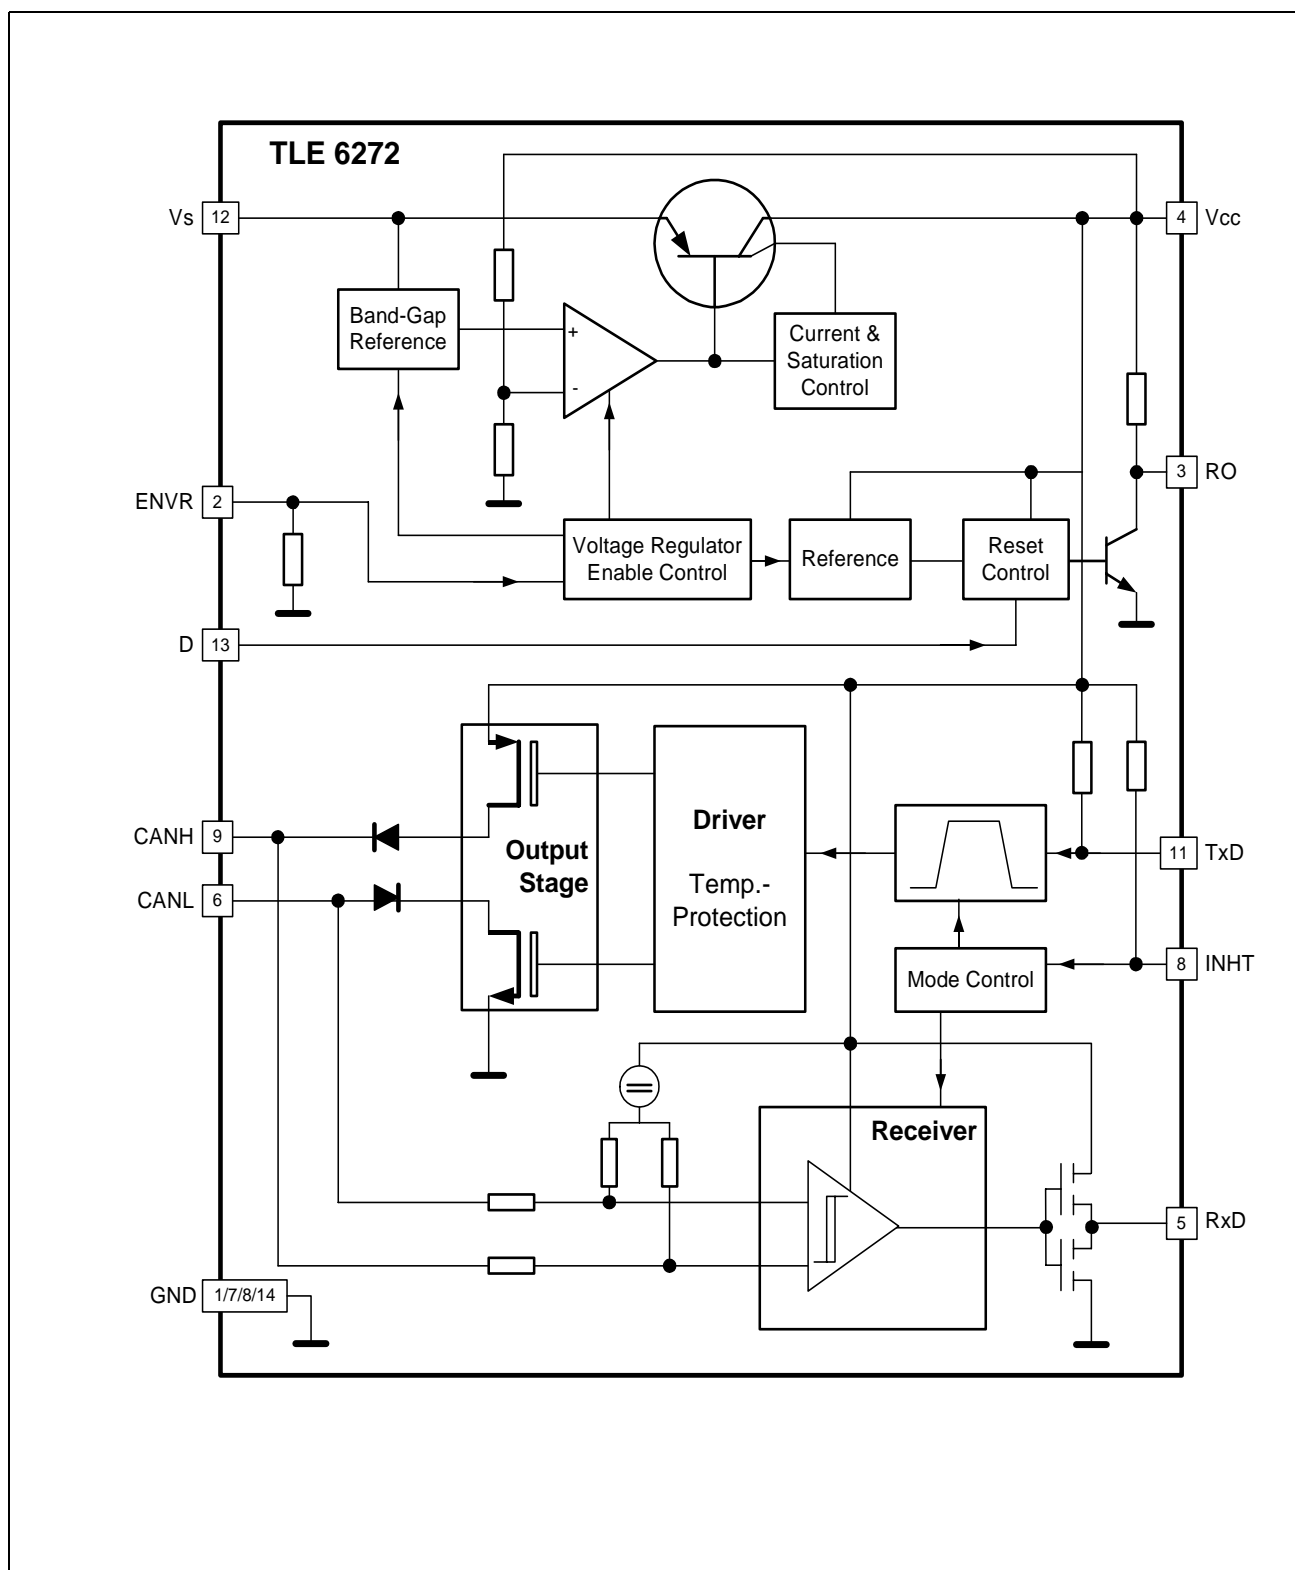 TLE 6272
Vs 12
4 Vcc
Band-Gap
Reference
+
-
Current &
Saturation
Control
3 RO
ENVR 2
Voltage Regulator
Enable Control
Reference
Reset
Control
D 13
CANH 9
CANL 6
Output
Stage
Driver
Temp.-
Protection
11 TxD
Mode Control
8 INHT
Receiver
5 RxD
GND 1/7/8/14